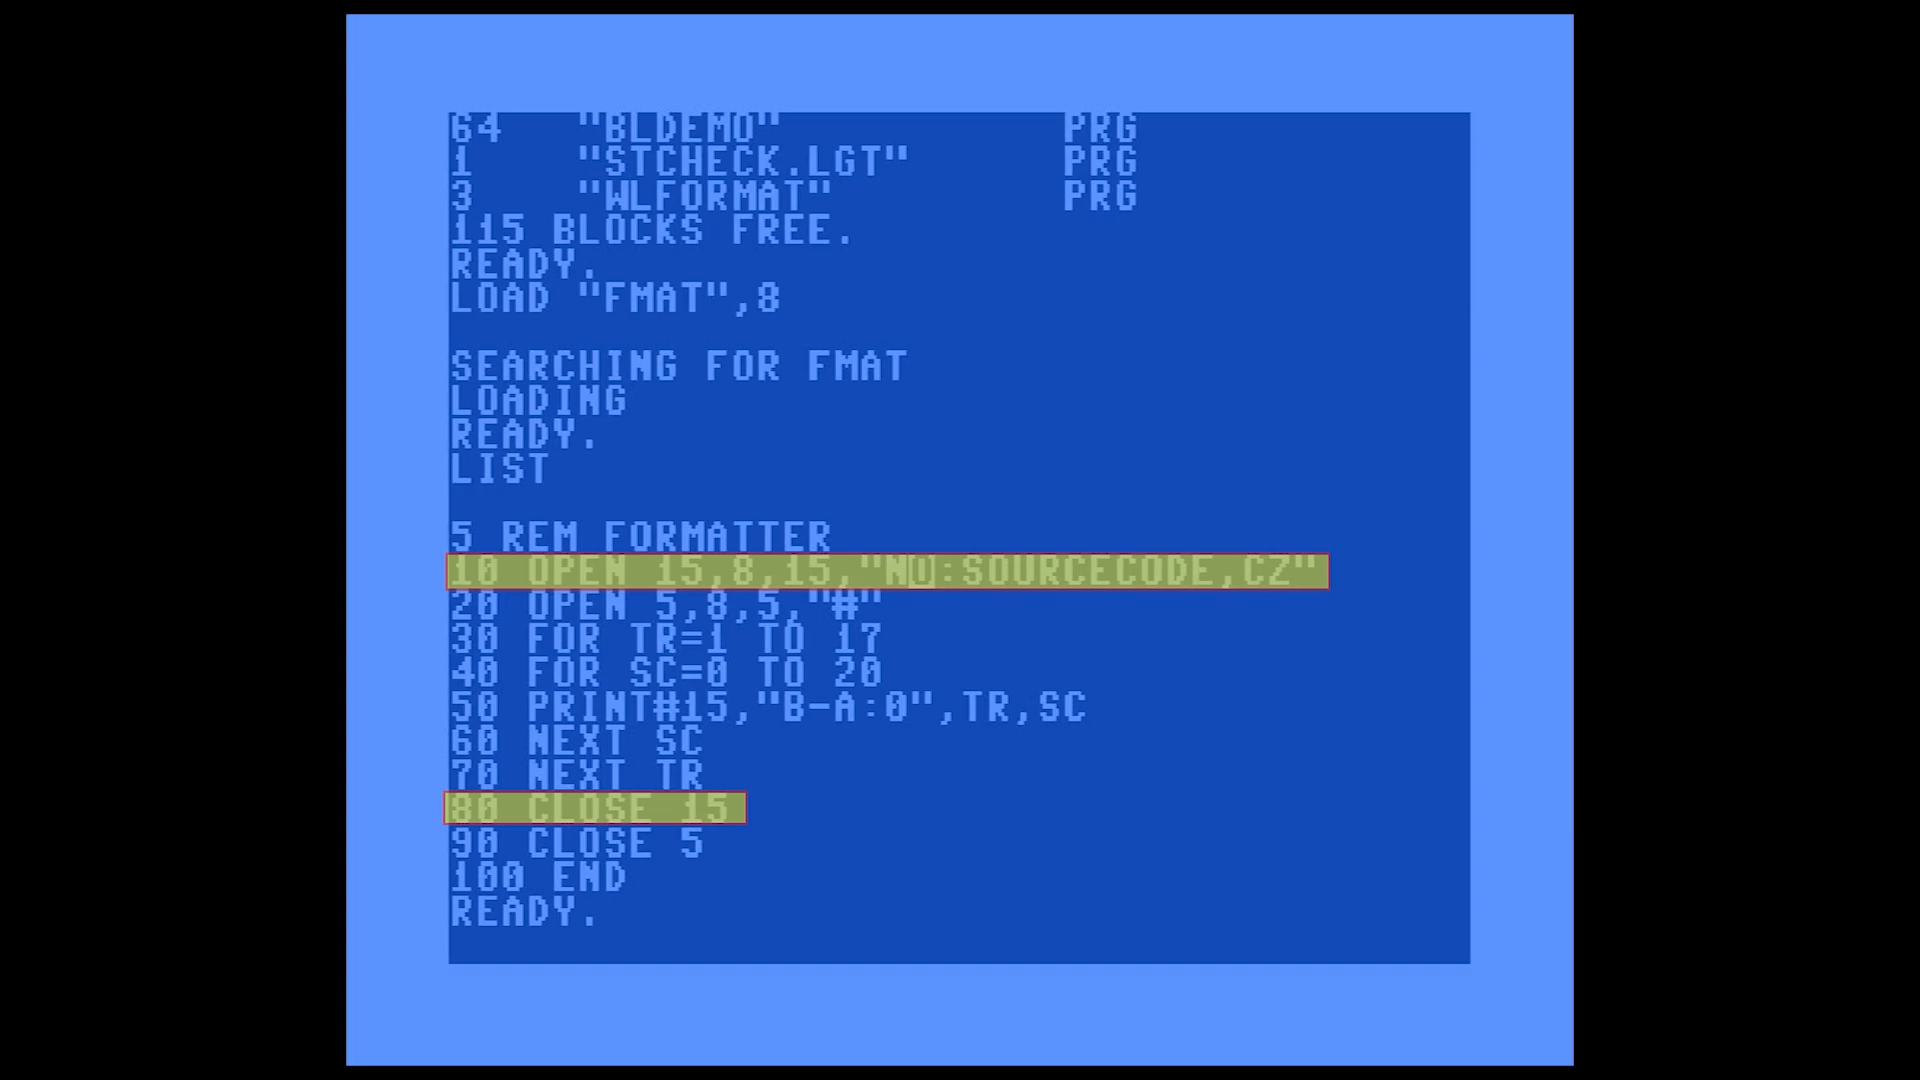 64   "BLDEMO"           PRG
1    "STCHECK.LGT"      PRG
3    "WLFORMAT"         PRG
115 BLOCKS FREE.
READY.
LOAD "FMAT",8
SEARCHING FOR FMAT
LOADING
READY.
LIST
5 REM FORMATTER
10 OPEN 15,8,15,"N0:SOURCECODE,CZ"
20 OPEN 5,8,5,"#"
30 FOR TR=1 TO 17
40 FOR SC=0 TO 20
50 PRINT#15,"B-A:0",TR,SC
60 NEXT SC
70 NEXT TR
80 CLOSE 15
90 CLOSE 5
100 END
READY.